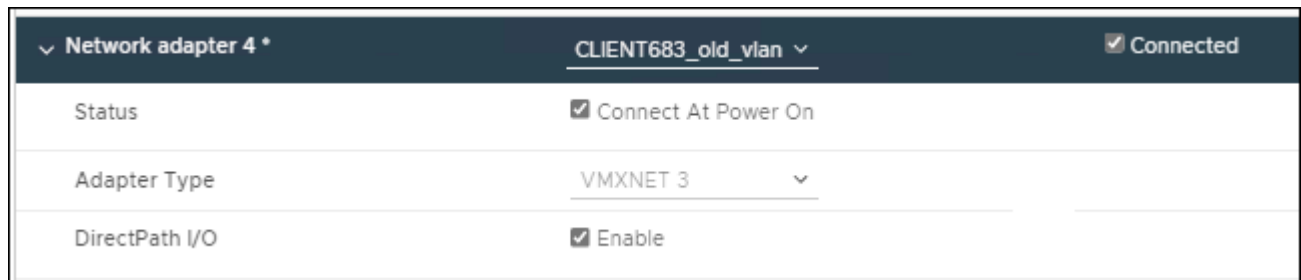 Network adapter 4 * CLIENT683_old_vlan Connected
Status Connect At Power On
Adapter Type VMXNET 3
DirectPath I/O Enable